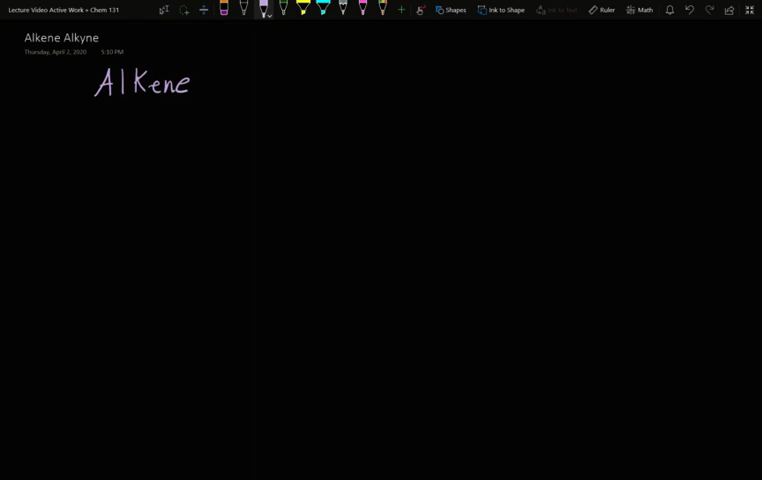 Lecture Video Active Work » Chem 131
Shapes Ink to Shape Ink to Text Ruler Math
Alkene Alkyne
Thursday, April 2, 2020 5:10 PM
Alkene